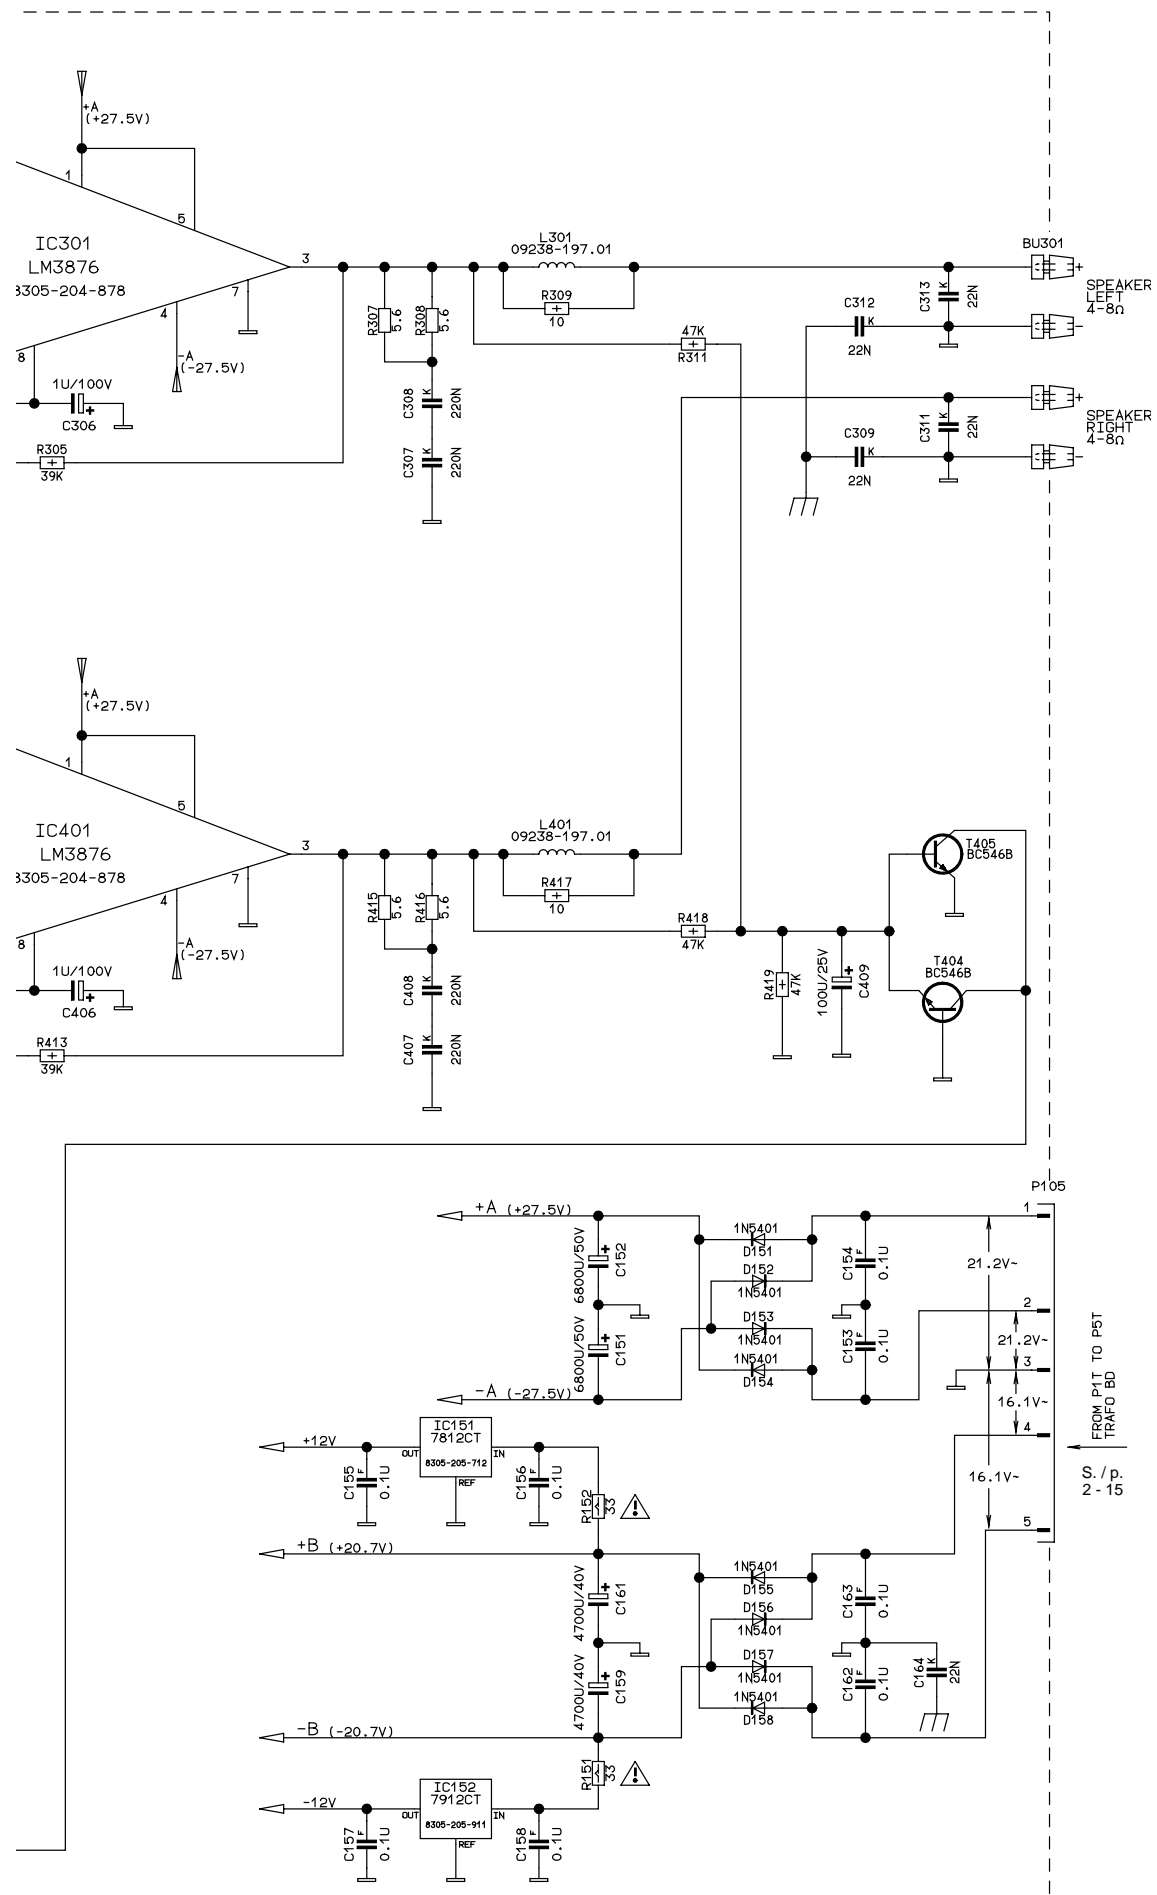 +A
(+27.5V)
1
5
IC301
LM3876
8305-204-878
3
7
4
8
-A
(-27.5V)
1U/100V
+
C306
R305
39K
R307
5.6
R308
5.6
K
C308
220N
K
C307
220N
L301
09238-197.01
R309
10
47K
R311
BU301
+
SPEAKER
LEFT
4-8Ω
-
C313
K
22N
C312
K
22N
+
SPEAKER
RIGHT
4-8Ω
-
C311
K
22N
C309
K
22N
+A
(+27.5V)
1
5
IC401
LM3876
8305-204-878
3
7
4
8
-A
(-27.5V)
1U/100V
+
C406
R413
39K
R415
5.6
R416
5.6
K
C408
220N
K
C407
220N
L401
09238-197.01
R417
10
R418
47K
R419
47K
100U/25V
+
C409
T405
BC546B
T404
BC546B
P105
+A (+27.5V)
6800U/50V
+
C152
6800U/50V
+
C151
-A (-27.5V)
1N5401
D151
D152
1N5401
D153
1N5401
1N5401
D154
C154
F
0.1U
C153
F
0.1U
1
21.2V~
2
21.2V~
3
16.1V~
4
16.1V~
5
FROM P1T TO P5T
TRAFO BD
S. / p.
2 - 15
+12V
OUT
IC151
7812CT
8305-205-712
REF
IN
C155
F
0.1U
C156
F
0.1U
R152
33
!
+B (+20.7V)
4700U/40V
+
C161
4700U/40V
+
C159
-B (-20.7V)
1N5401
D155
D156
1N5401
D157
1N5401
1N5401
D158
C163
F
0.1U
C162
F
0.1U
C164
K
22N
R151
33
!
-12V
OUT
IC152
7912CT
8305-205-911
REF
IN
C157
F
0.1U
C158
F
0.1U